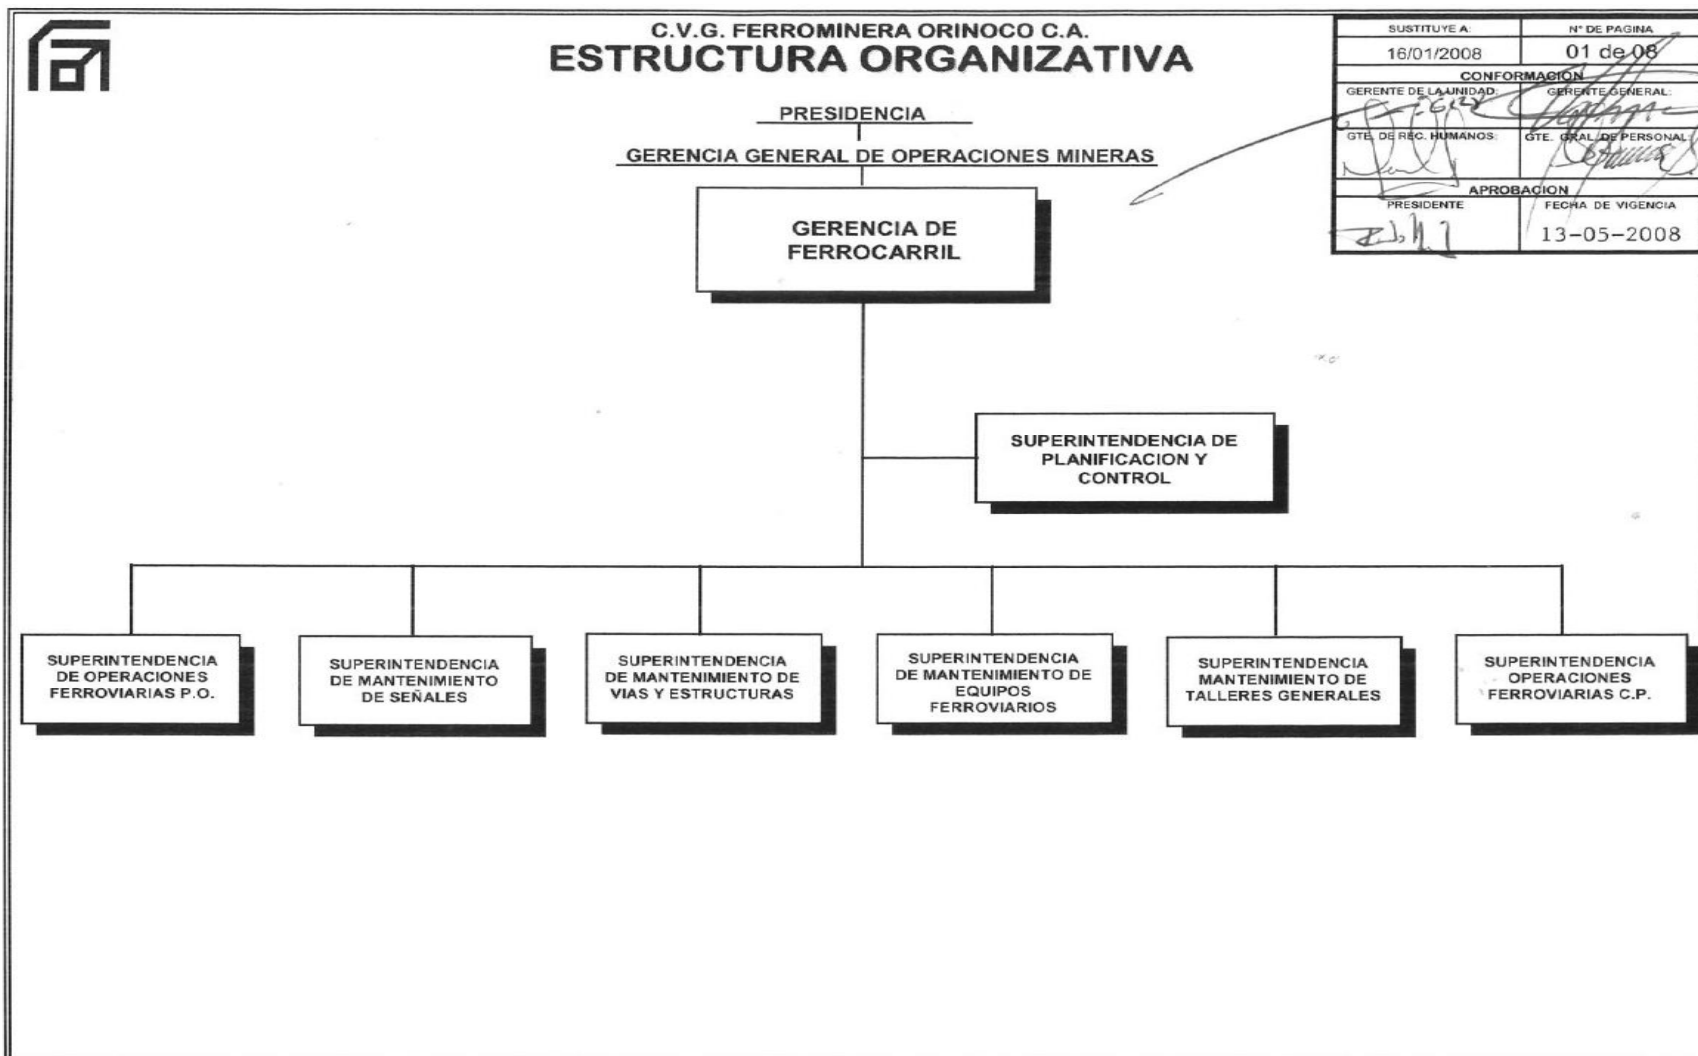 C.V.G. FERROMINERA ORINOCO C.A.
ESTRUCTURA ORGANIZATIVA
SUSTITUYE A:
N° DE PAGINA
16/01/2008
01 de 08
CONFORMACION
GERENTE DE LA UNIDAD:
GERENTE GENERAL:
GTE. DE REC. HUMANOS:
GTE. GRAL. DE PERSONAL:
APROBACION
PRESIDENTE
FECHA DE VIGENCIA
13-05-2008
PRESIDENCIA
GERENCIA GENERAL DE OPERACIONES MINERAS
GERENCIA DE
FERROCARRIL
SUPERINTENDENCIA DE
PLANIFICACION Y
CONTROL
SUPERINTENDENCIA
DE OPERACIONES
FERROVIARIAS P.O.
SUPERINTENDENCIA
DE MANTENIMIENTO
DE SEÑALES
SUPERINTENDENCIA
DE MANTENIMIENTO DE
VIAS Y ESTRUCTURAS
SUPERINTENDENCIA
DE MANTENIMIENTO DE
EQUIPOS
FERROVIARIOS
SUPERINTENDENCIA
MANTENIMIENTO DE
TALLERES GENERALES
SUPERINTENDENCIA
OPERACIONES
FERROVIARIAS C.P.